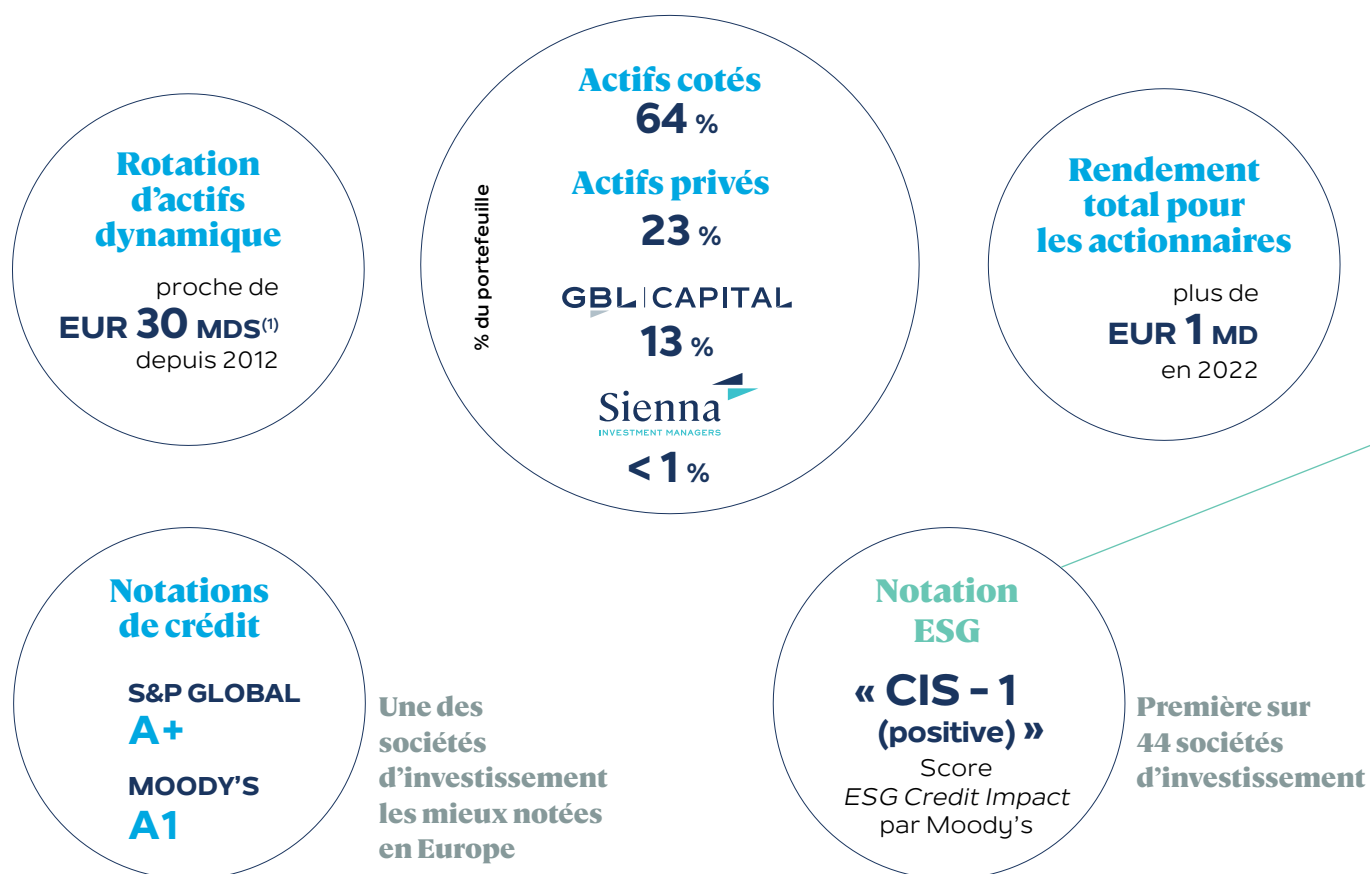 Rotation
d’actifs
dynamique
proche de
EUR 30 MDS(1)
depuis 2012
% du portefeuille
Actifs cotés
64 %
Actifs privés
23 %
GBL CAPITAL
13 %
Sienna
INVESTMENT MANAGERS
< 1 %
Rendement
total pour
les actionnaires
plus de
EUR 1 MD
en 2022
Notations
de crédit
S&P GLOBAL
A+
MOODY’S
A1
Une des
sociétés
d’investissement
les mieux notées
en Europe
Notation
ESG
« CIS – 1
(positive) »
Score
ESG Credit Impact
par Moody’s
Première sur
44 sociétés
d’investissement